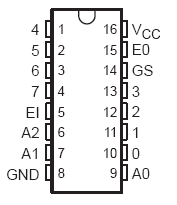 4 1 16 VCC
5 2 15 E0
6 3 14 GS
7 4 13 3
EI 5 12 2
A2 6 11 1
A1 7 10 0
GND 8 9 A0